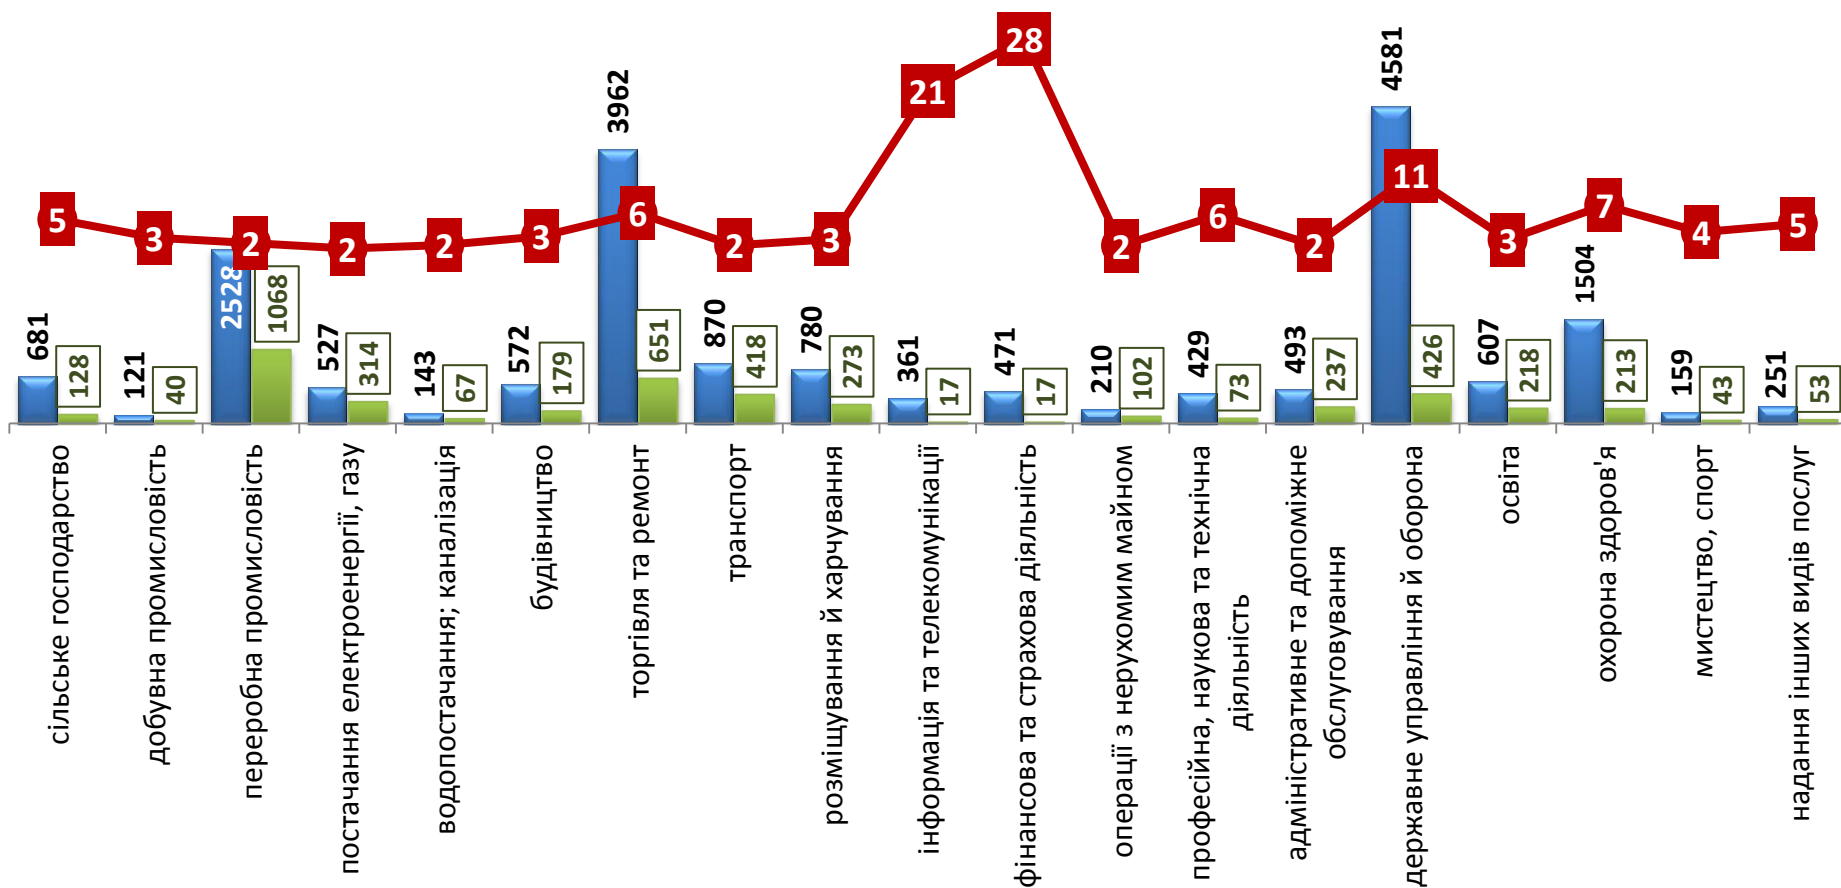 5
3
2
2
2
3
6
2
3
21
28
2
6
2
11
3
7
4
5
681
128
121
40
2528
1068
527
314
143
67
572
179
3962
651
870
418
780
273
361
17
471
17
210
102
429
73
493
237
4581
426
607
218
1504
213
159
43
251
53
сільське господарство
добувна промисловість
переробна промисловість
постачання електроенергії, газу
водопостачання; каналізація
будівництво
торгівля та ремонт
транспорт
розміщування й харчування
інформація та телекомунікації
фінансова та страхова діяльність
операції з нерухомим майном
професійна, наукова та технічна
діяльність
адміністративне та допоміжне
обслуговування
державне управління й оборона
освіта
охорона здоров'я
мистецтво, спорт
надання інших видів послуг